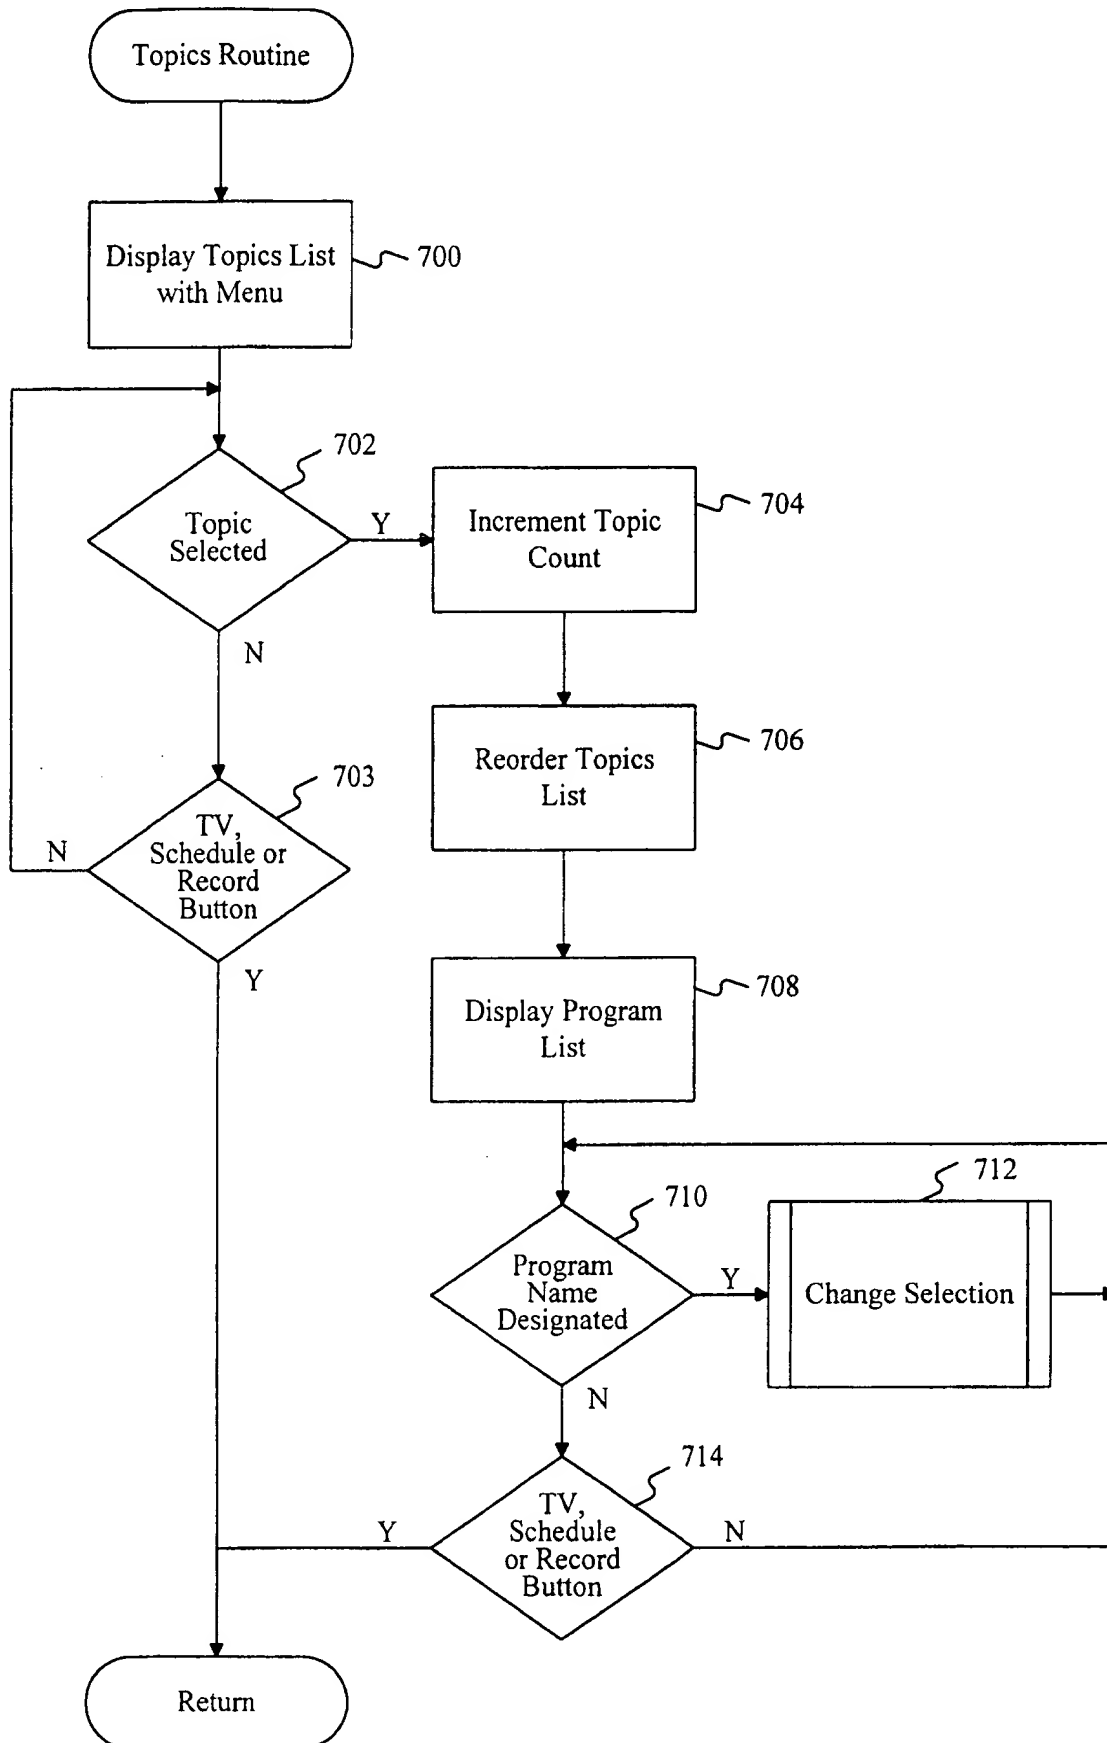 Topics Routine
Display Topics List
with Menu
700
702
Topic
Selected
Y
N
Increment Topic
Count
704
Reorder Topics
List
706
703
TV,
Schedule or
Record
Button
N
Y
Display Program
List
708
710
Program
Name
Designated
Y
N
712
Change Selection
714
TV,
Schedule
or Record
Button
Y
N
Return